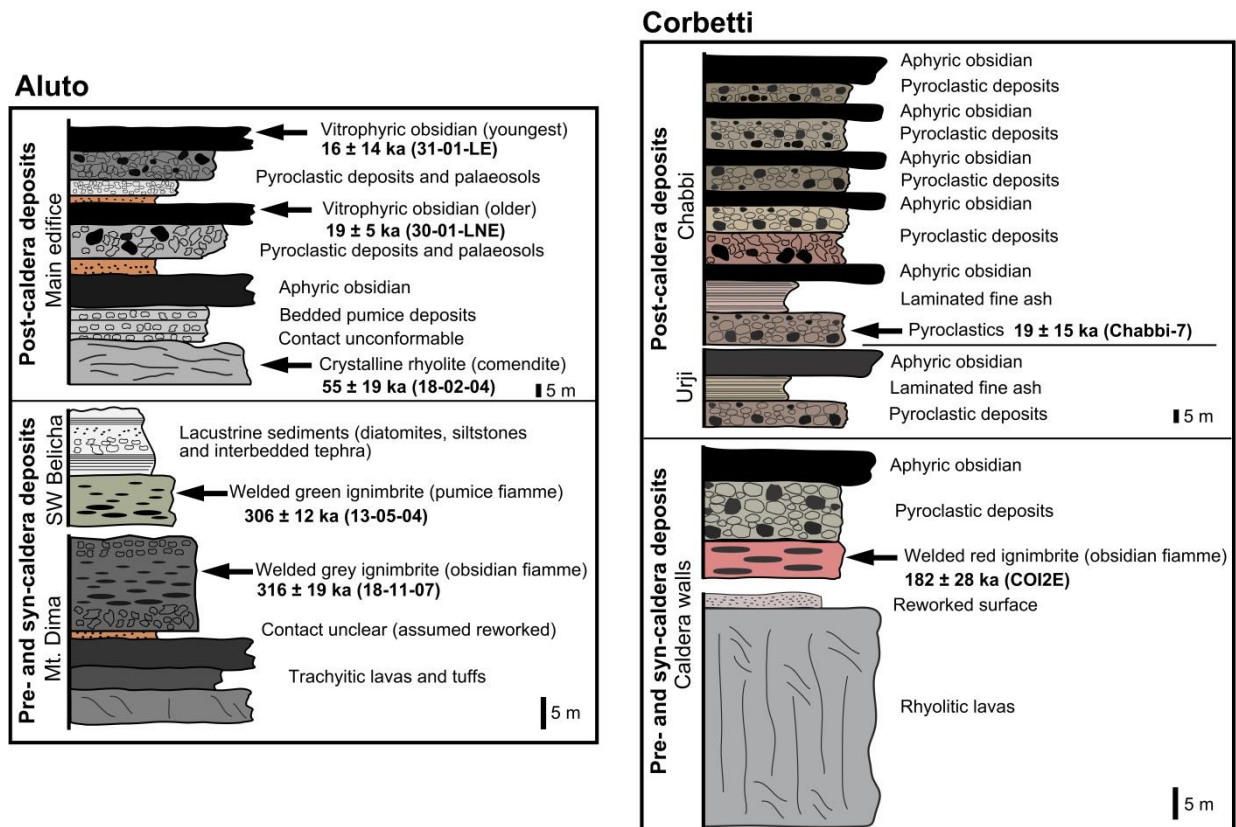 Aluto
Post-caldera deposits
Main edifice
Vitrophyric obsidian (youngest)
16 ± 14 ka (31-01-LE)
Pyroclastic deposits and palaeosols
Vitrophyric obsidian (older)
19 ± 5 ka (30-01-LNE)
Pyroclastic deposits and palaeosols
Aphyric obsidian
Bedded pumice deposits
Contact unconformable
Crystalline rhyolite (comendite)
55 ± 19 ka (18-02-04)
5 m
Pre- and syn-caldera deposits
SW Belicha
Lacustrine sediments (diatomites, siltstones
and interbedded tephra)
Welded green ignimbrite (pumice fiamme)
306 ± 12 ka (13-05-04)
Mt. Dima
Welded grey ignimbrite (obsidian fiamme)
316 ± 19 ka (18-11-07)
Contact unclear (assumed reworked)
Trachyitic lavas and tuffs
5 m
Corbetti
Post-caldera deposits
Chabbi
Aphyric obsidian
Pyroclastic deposits
Aphyric obsidian
Pyroclastic deposits
Aphyric obsidian
Pyroclastic deposits
Aphyric obsidian
Pyroclastic deposits
Aphyric obsidian
Laminated fine ash
Pyroclastics 19 ± 15 ka (Chabbi-7)
Urji
Aphyric obsidian
Laminated fine ash
Pyroclastic deposits
5 m
Pre- and syn-caldera deposits
Caldera walls
Aphyric obsidian
Pyroclastic deposits
Welded red ignimbrite (obsidian fiamme)
182 ± 28 ka (COI2E)
Reworked surface
Rhyolitic lavas
5 m